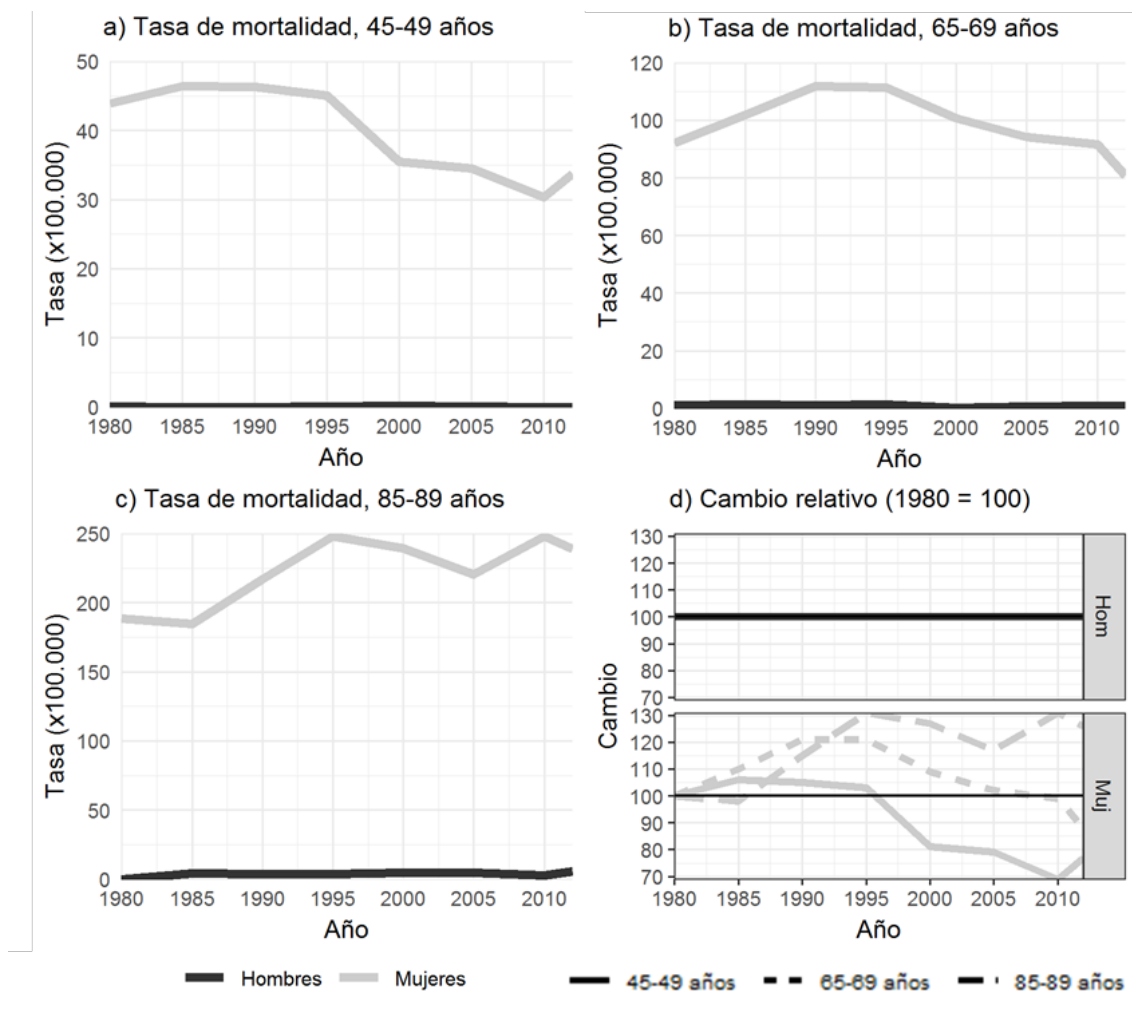 a) Tasa de mortalidad, 45-49 años
50
40
30
20
10
0
Tasa (x100.000)
1980 1985 1990 1995 2000 2005 2010
Año
b) Tasa de mortalidad, 65-69 años
120
100
80
60
40
20
0
Tasa (x100.000)
1980 1985 1990 1995 2000 2005 2010
Año
c) Tasa de mortalidad, 85-89 años
250
200
150
100
50
0
Tasa (x100.000)
1980 1985 1990 1995 2000 2005 2010
Año
d) Cambio relativo (1980 = 100)
130
120
110
100
90
80
70
Hom
130
120
110
100
90
80
70
Muj
Cambio
1980 1985 1990 1995 2000 2005 2010
Año
Hombres Mujeres
45-49 años 65-69 años 85-89 años